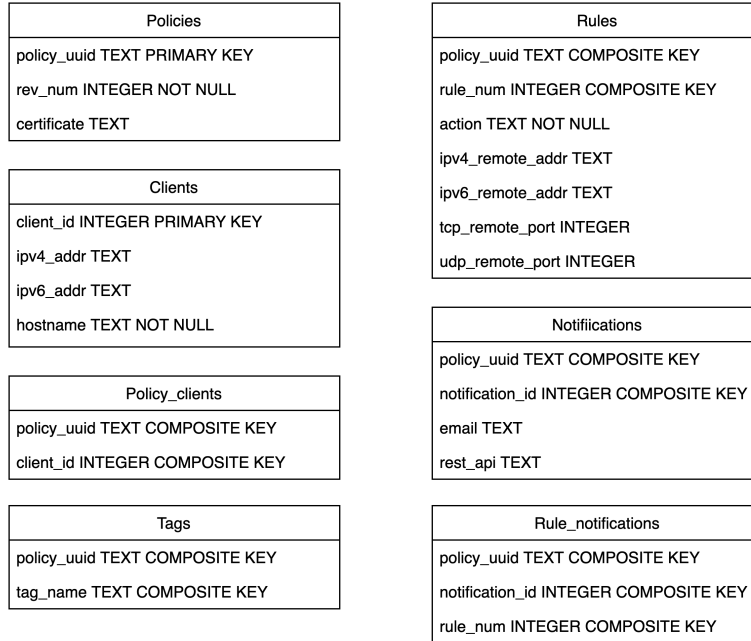 Policies
policy_uuid TEXT PRIMARY KEY
rev_num INTEGER NOT NULL
certificate TEXT
Clients
client_id INTEGER PRIMARY KEY
ipv4_addr TEXT
ipv6_addr TEXT
hostname TEXT NOT NULL
Policy_clients
policy_uuid TEXT COMPOSITE KEY
client_id INTEGER COMPOSITE KEY
Tags
policy_uuid TEXT COMPOSITE KEY
tag_name TEXT COMPOSITE KEY
Rules
policy_uuid TEXT COMPOSITE KEY
rule_num INTEGER COMPOSITE KEY
action TEXT NOT NULL
ipv4_remote_addr TEXT
ipv6_remote_addr TEXT
tcp_remote_port INTEGER
udp_remote_port INTEGER
Notifiications
policy_uuid TEXT COMPOSITE KEY
notification_id INTEGER COMPOSITE KEY
email TEXT
rest_api TEXT
Rule_notifications
policy_uuid TEXT COMPOSITE KEY
notification_id INTEGER COMPOSITE KEY
rule_num INTEGER COMPOSITE KEY